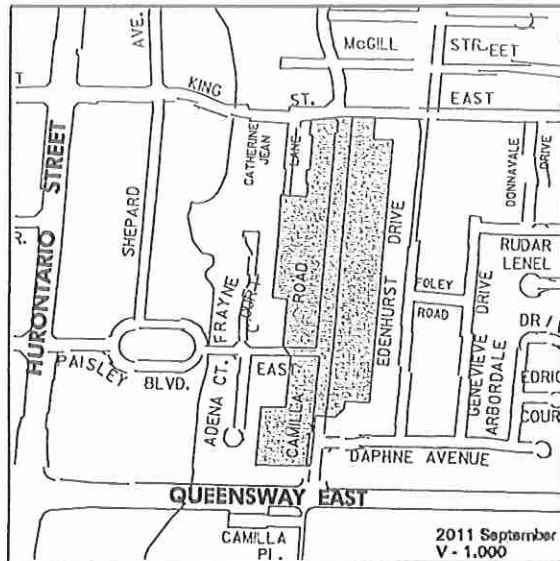 AVE.
McGILL STREET
T
KING ST. EAST
CATHERINE
JEAN
LANE
DONNAVALE
DRIVE
HURONTARIO STREET
SHEPARD
R.
FRAYNE
COURT
ROAD
EDENHURST DRIVE
FOLEY
ROAD
GENEVIEVE DRIVE
ARBORDALE
RUDAR
LENEL
DR
EDRIC
COUR
PAISLEY BLVD. EAST
ADENA CT.
CAMILLA
DAPHNE AVENUE
QUEENSWAY EAST
CAMILLA
PL.
2011 September
V - 1.000